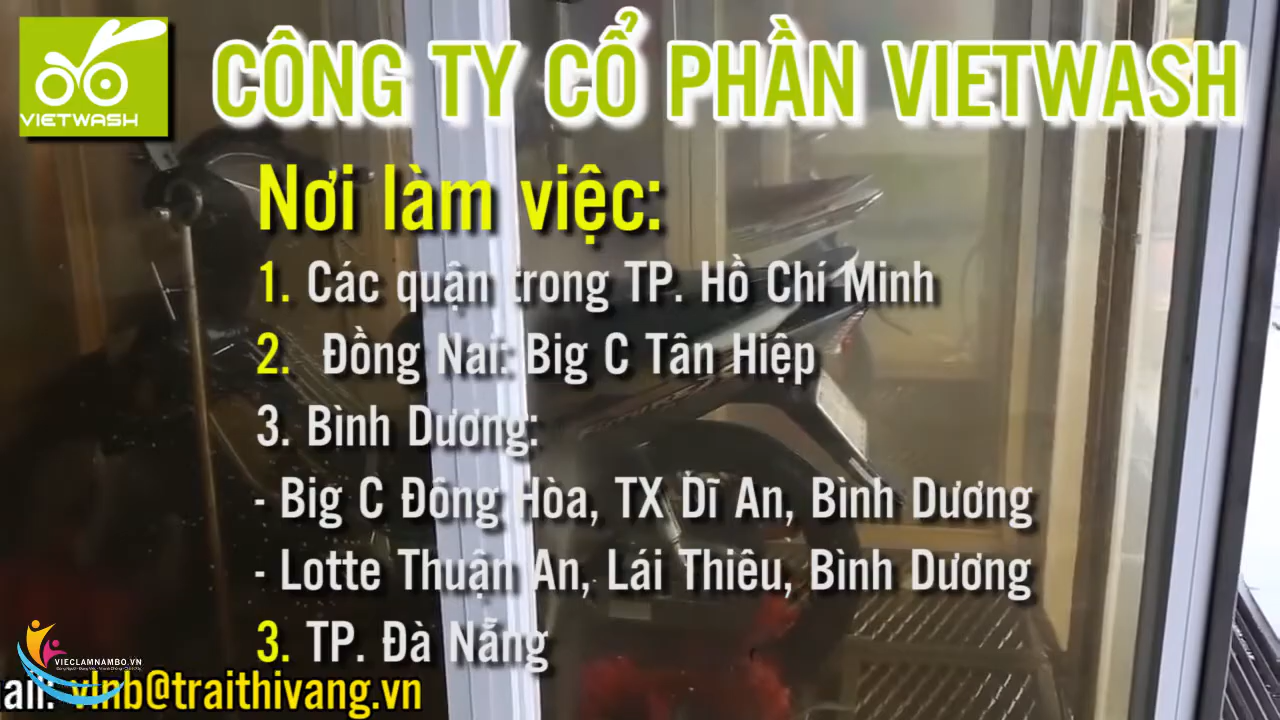 VIETWASH
CÔNG TY CỔ PHẦN VIETWASH
Nơi làm việc:
1. Các quận trong TP. Hồ Chí Minh
2. Đồng Nai: Big C Tân Hiệp
3. Bình Dương:
- Big C Đông Hòa, TX Dĩ An, Bình Dương
- Lotte Thuận An, Lái Thiêu, Bình Dương
3. TP. Đà Nẵng
VIECLAMNAMBO.VN
ail: vlnb@traithivang.vn